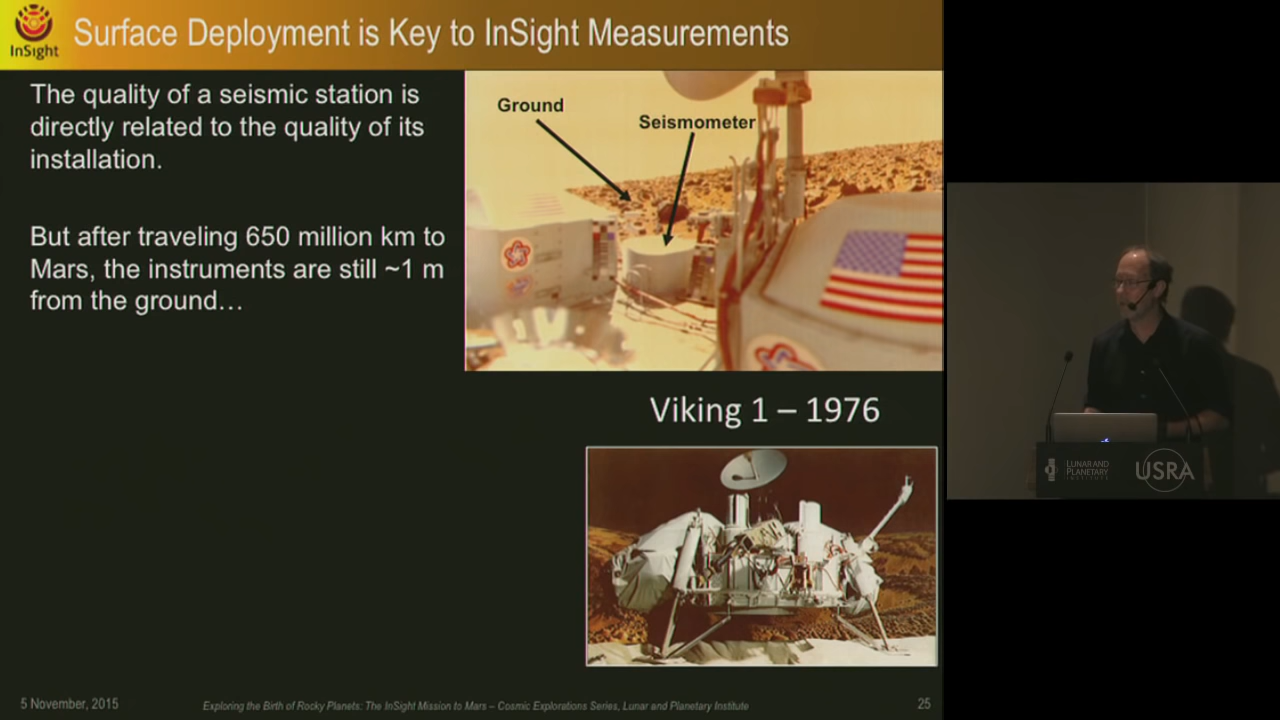 InSight
Surface Deployment is Key to InSight Measurements
The quality of a seismic station is
directly related to the quality of its
installation.
But after traveling 650 million km to
Mars, the instruments are still ~1 m
from the ground…
Ground
Seismometer
Viking 1 – 1976
5 November, 2015
Exploring the Birth of Rocky Planets: The InSight Mission to Mars – Cosmic Explorations Series, Lunar and Planetary Institute
25
LUNAR AND
PLANETARY
INSTITUTE
USRA